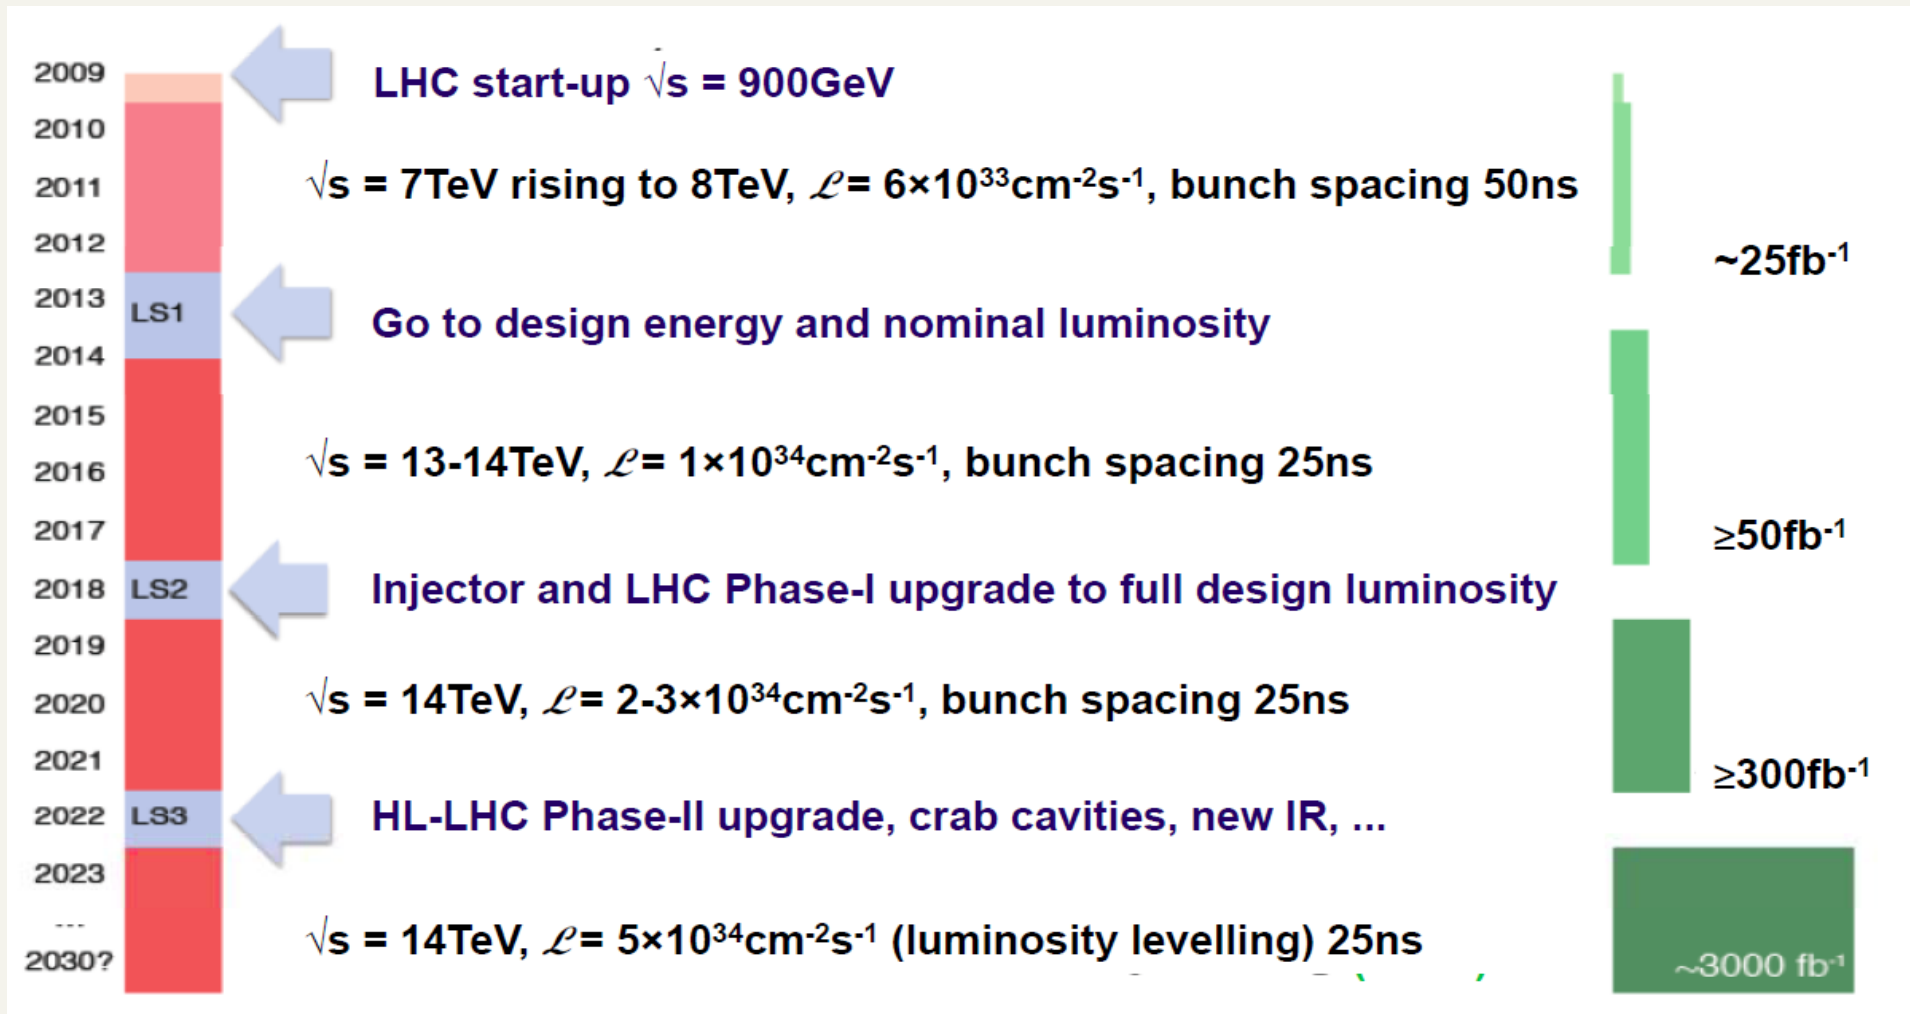 2009
LHC start-up √s = 900GeV
2010
2011
√s = 7TeV rising to 8TeV, ℒ= 6×10³³cm⁻²s⁻¹, bunch spacing 50ns
2012
~25fb⁻¹
2013
LS1
Go to design energy and nominal luminosity
2014
2015
2016
√s = 13-14TeV, ℒ= 1×10³⁴cm⁻²s⁻¹, bunch spacing 25ns
2017
≥50fb⁻¹
2018
LS2
Injector and LHC Phase-I upgrade to full design luminosity
2019
2020
√s = 14TeV, ℒ= 2-3×10³⁴cm⁻²s⁻¹, bunch spacing 25ns
2021
≥300fb⁻¹
2022
LS3
HL-LHC Phase-II upgrade, crab cavities, new IR, ...
2023
...
√s = 14TeV, ℒ= 5×10³⁴cm⁻²s⁻¹ (luminosity levelling) 25ns
2030?
~3000 fb⁻¹